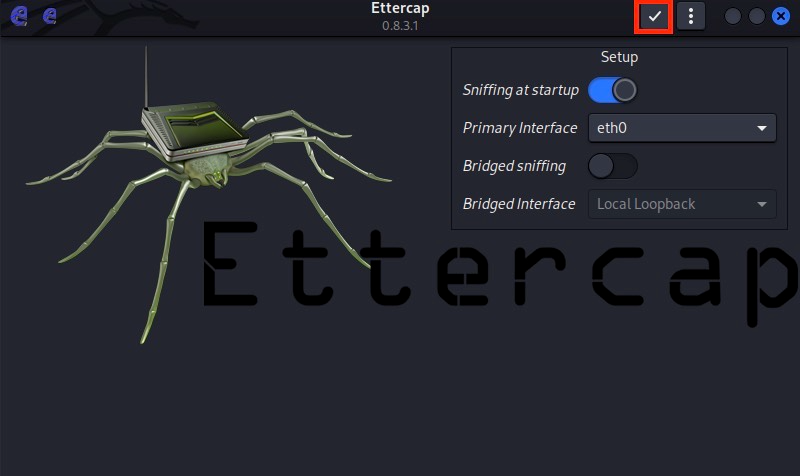 Ettercap
0.8.3.1
Setup
Sniffing at startup
Primary Interface eth0
Bridged sniffing
Bridged Interface Local Loopback
Ettercap